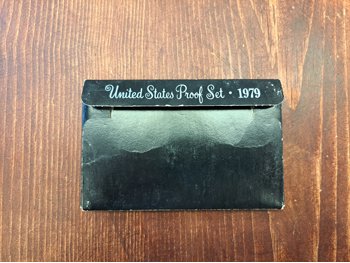 United States Proof Set · 1979